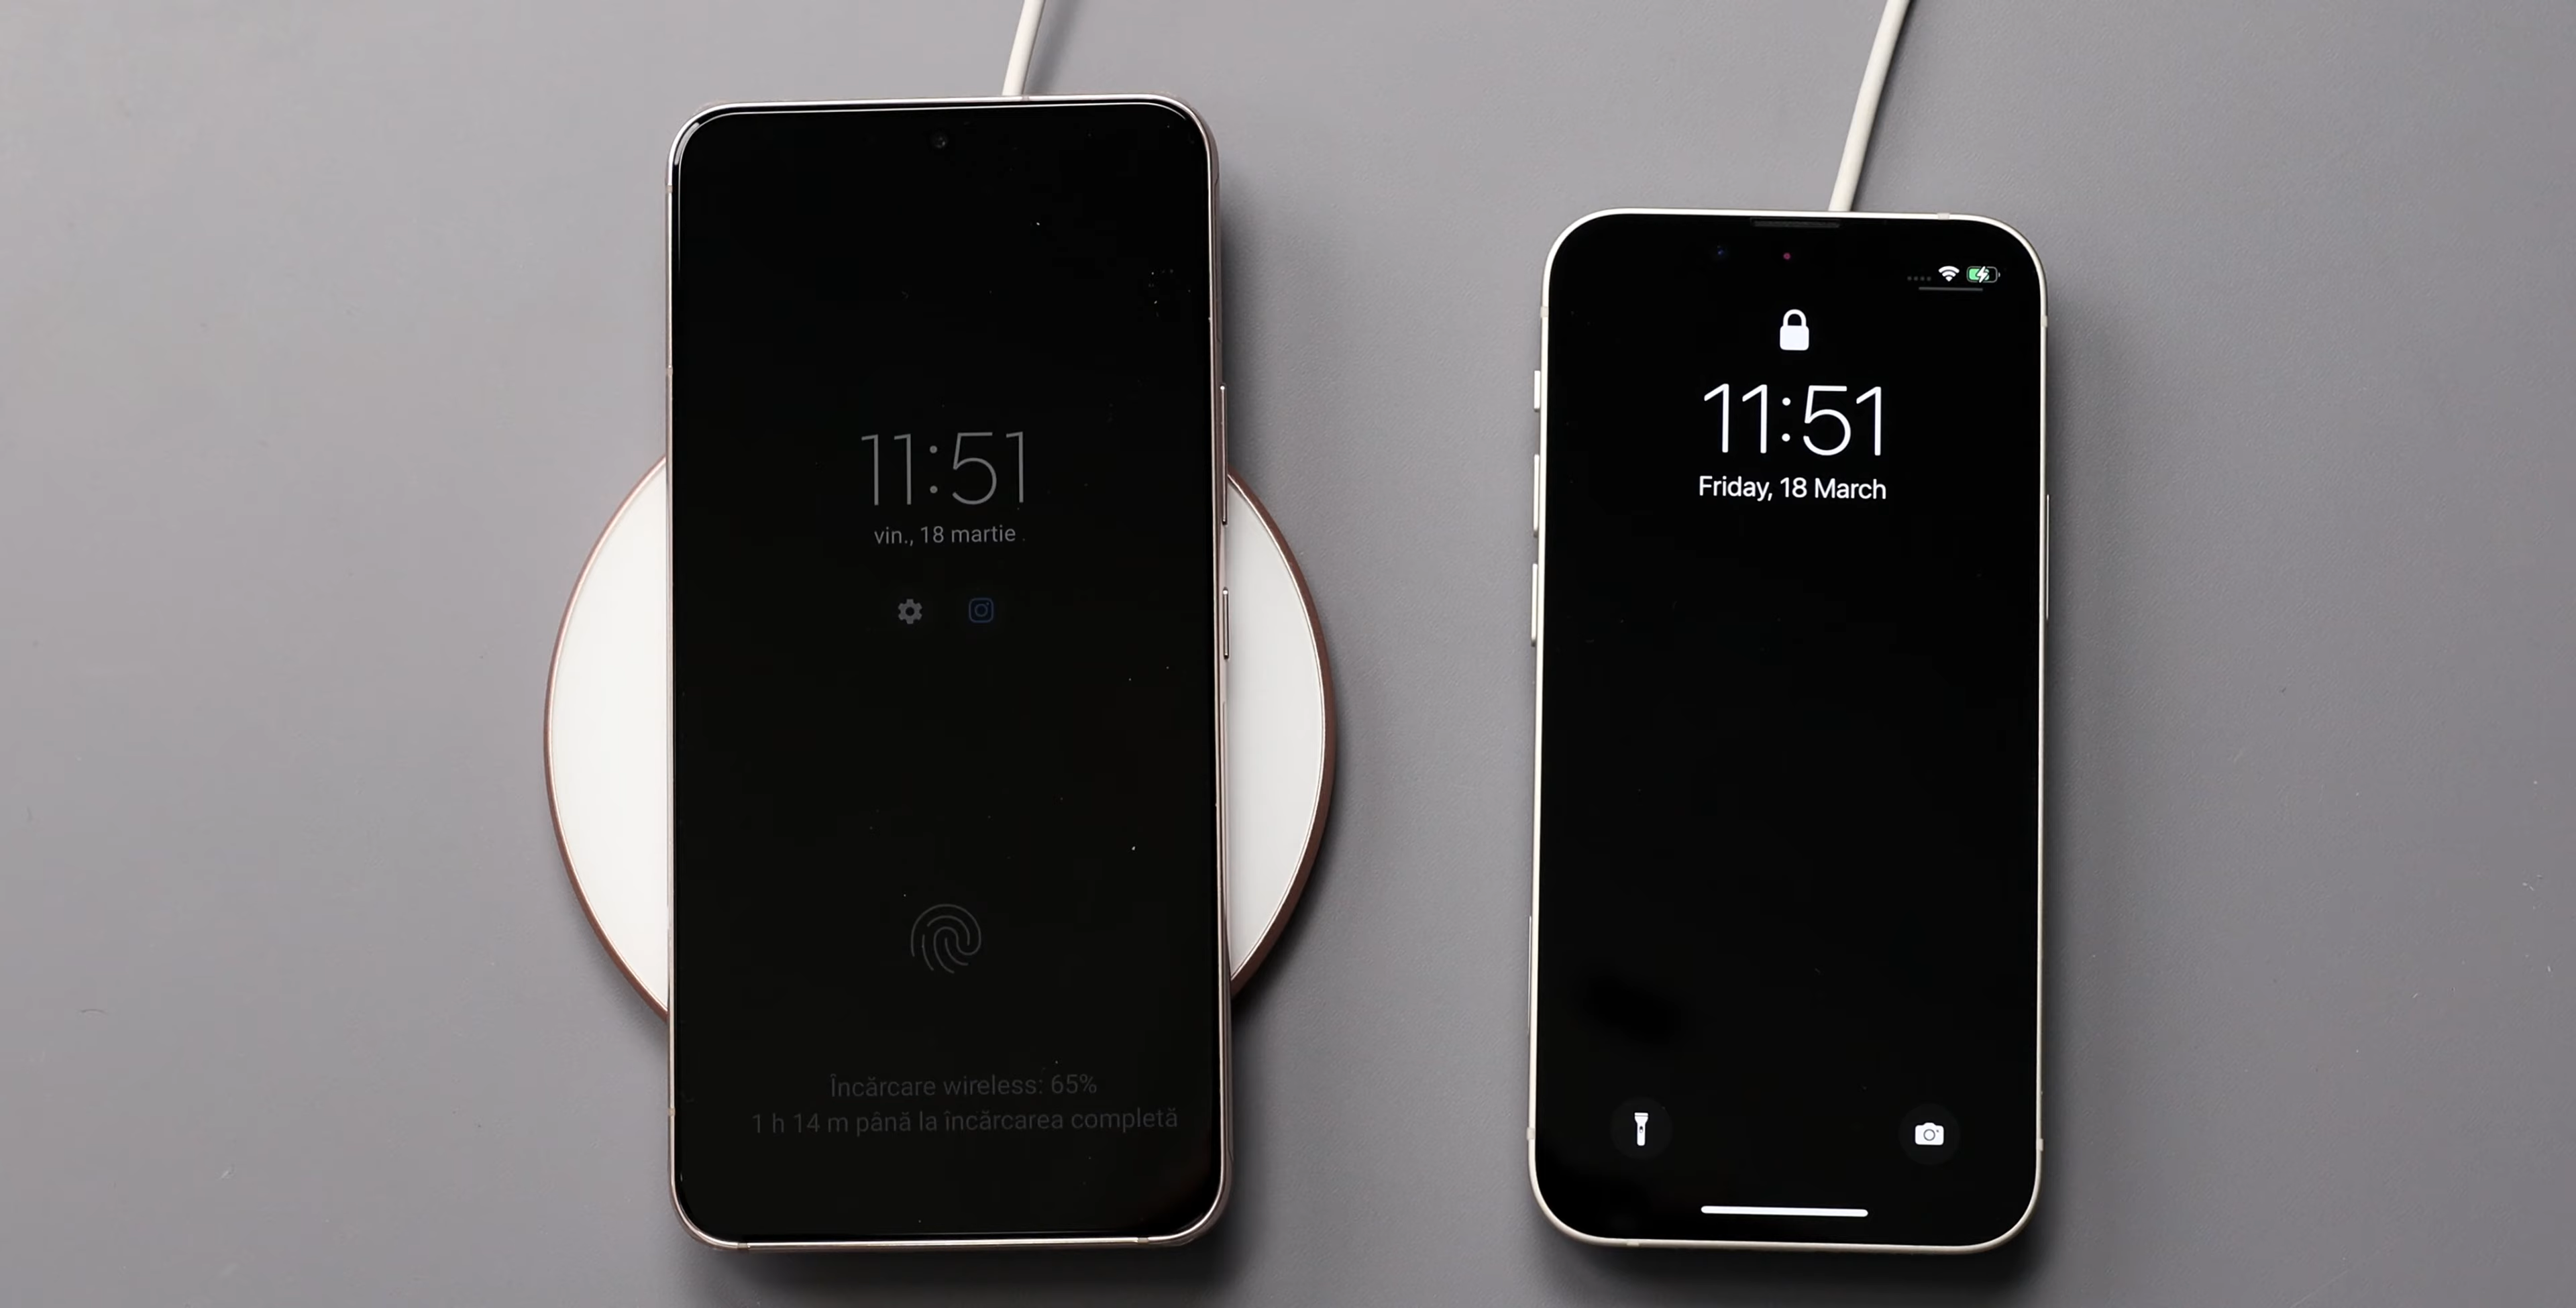 11:51
vin., 18 martie
Încărcare wireless: 65%
1 h 14 m până la încărcarea completă
11:51
Friday, 18 March